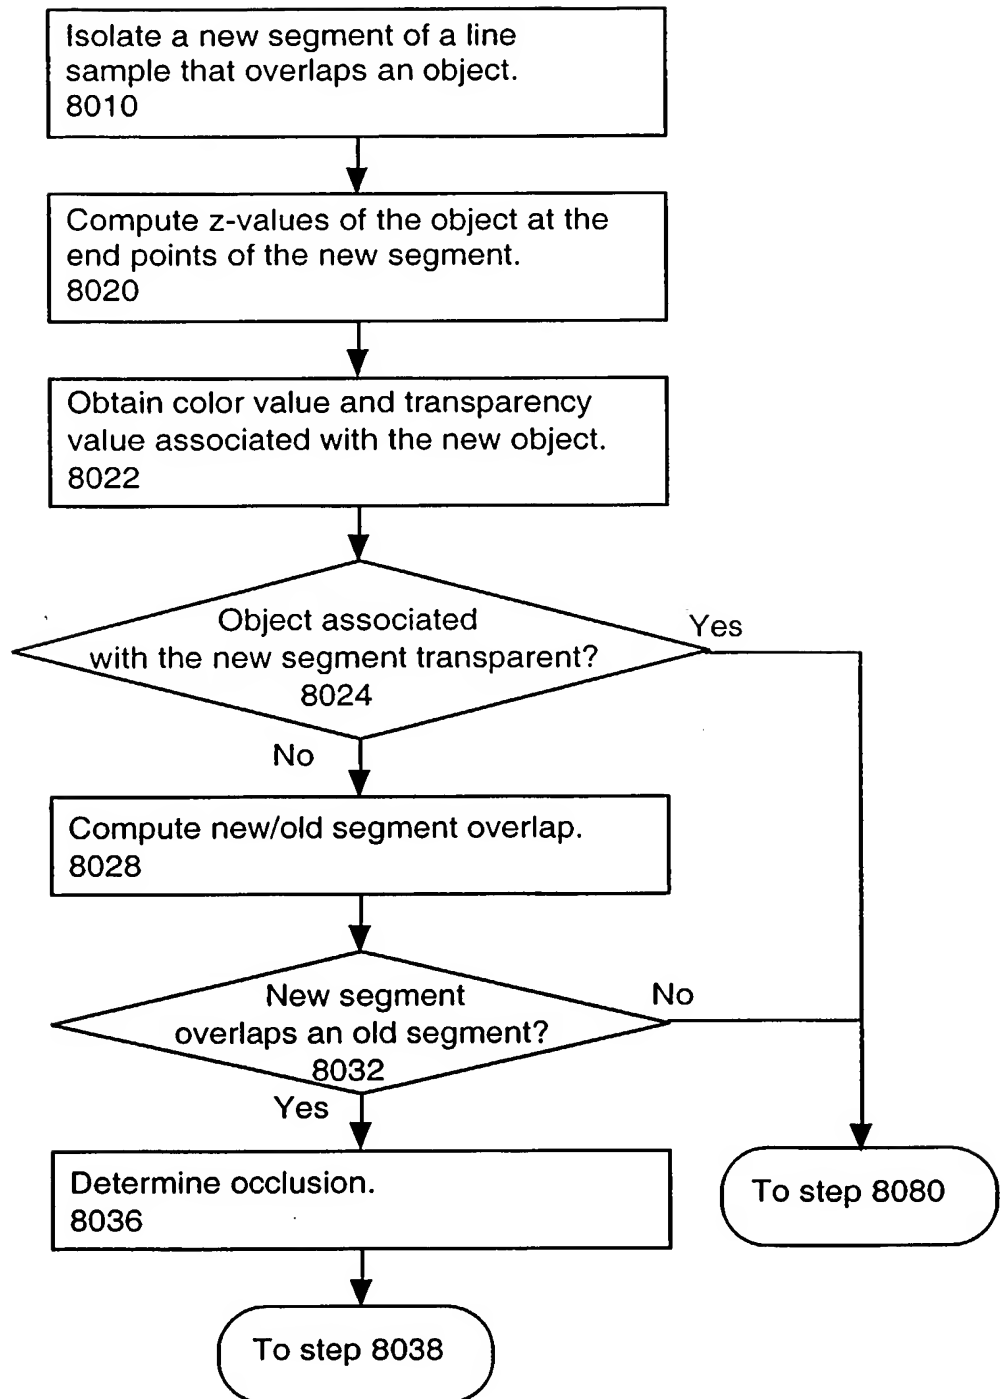 Isolate a new segment of a line
sample that overlaps an object.
8010
Compute z-values of the object at the
end points of the new segment.
8020
Obtain color value and transparency
value associated with the new object.
8022
Object associated
with the new segment transparent?
8024
Yes
No
Compute new/old segment overlap.
8028
New segment
overlaps an old segment?
8032
No
Yes
Determine occlusion.
8036
To step 8080
To step 8038